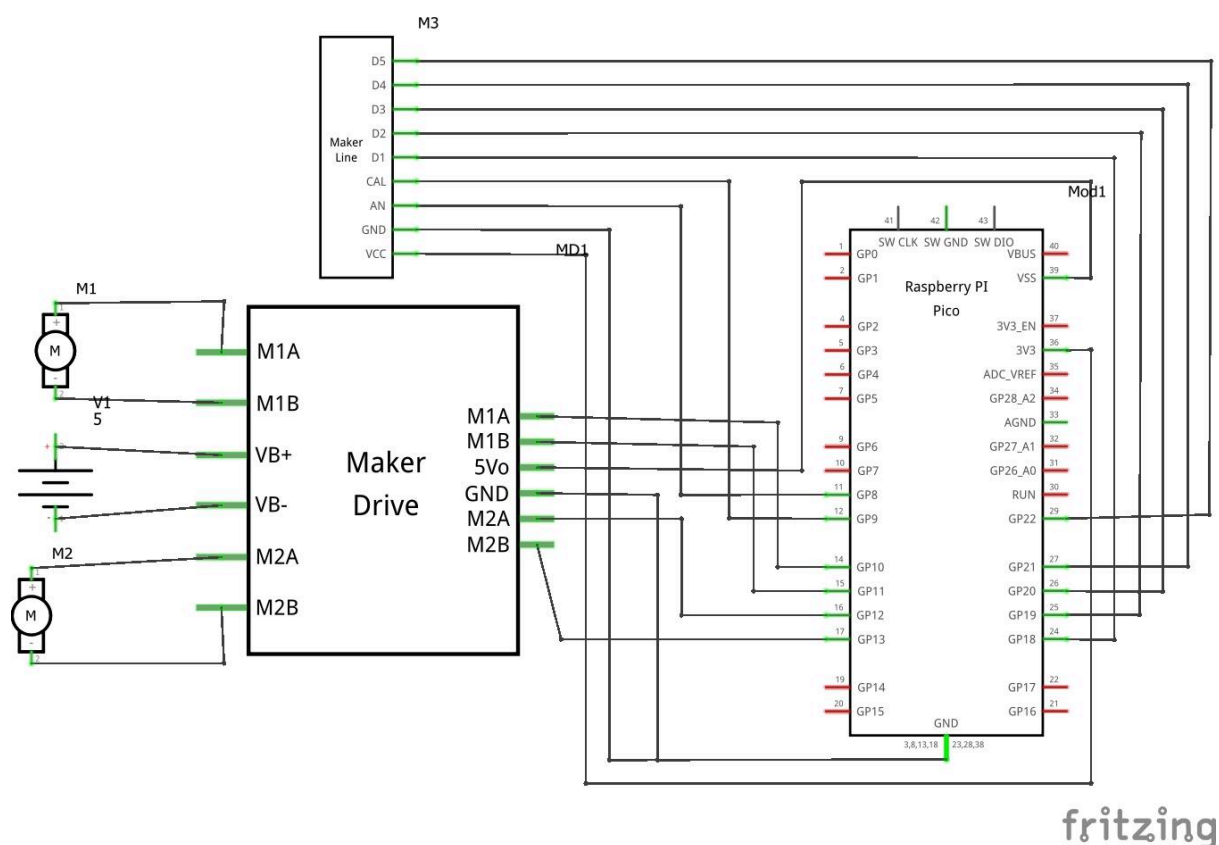 M3
D5
D4
D3
D2
D1
CAL
AN
GND
VCC
Maker
Line
MD1
Mod1
41
42
43
SW CLK
SW GND
SW DIO
Raspberry PI
Pico
1
GP0
2
GP1
4
GP2
5
GP3
6
GP4
7
GP5
9
GP6
10
GP7
11
GP8
12
GP9
14
GP10
15
GP11
16
GP12
17
GP13
19
GP14
20
GP15
40
VBUS
39
VSS
37
3V3_EN
36
3V3
35
ADC_VREF
34
GP28_A2
33
AGND
32
GP27_A1
31
GP26_A0
30
RUN
29
GP22
27
GP21
26
GP20
25
GP19
24
GP18
22
GP17
21
GP16
GND
3,8,13,18
23,28,38
M1
1
+
M
-
2
V1
5
+
-
M2
1
+
M
-
2
M1A
M1B
VB+
VB-
M2A
M2B
Maker
Drive
M1A
M1B
5Vo
GND
M2A
M2B
fritzing